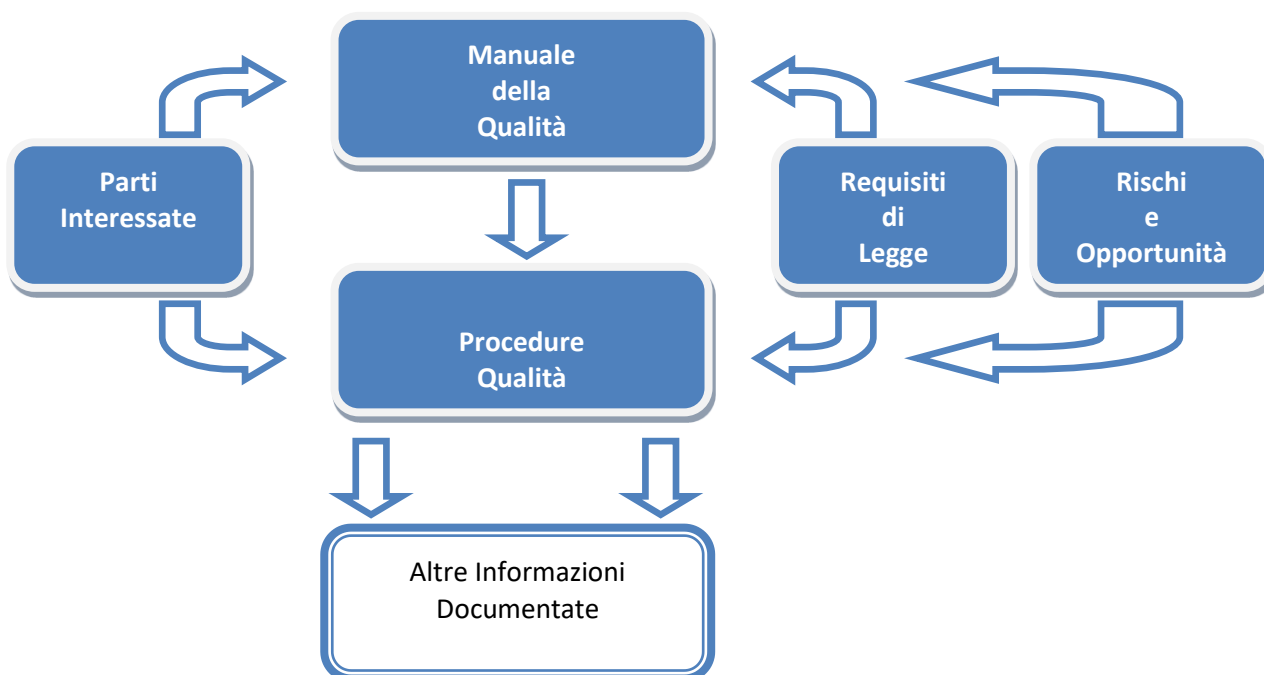 Manuale
della
Qualità
Parti
Interessate
Requisiti
di
Legge
Rischi
e
Opportunità
Procedure
Qualità
Altre Informazioni
Documentate